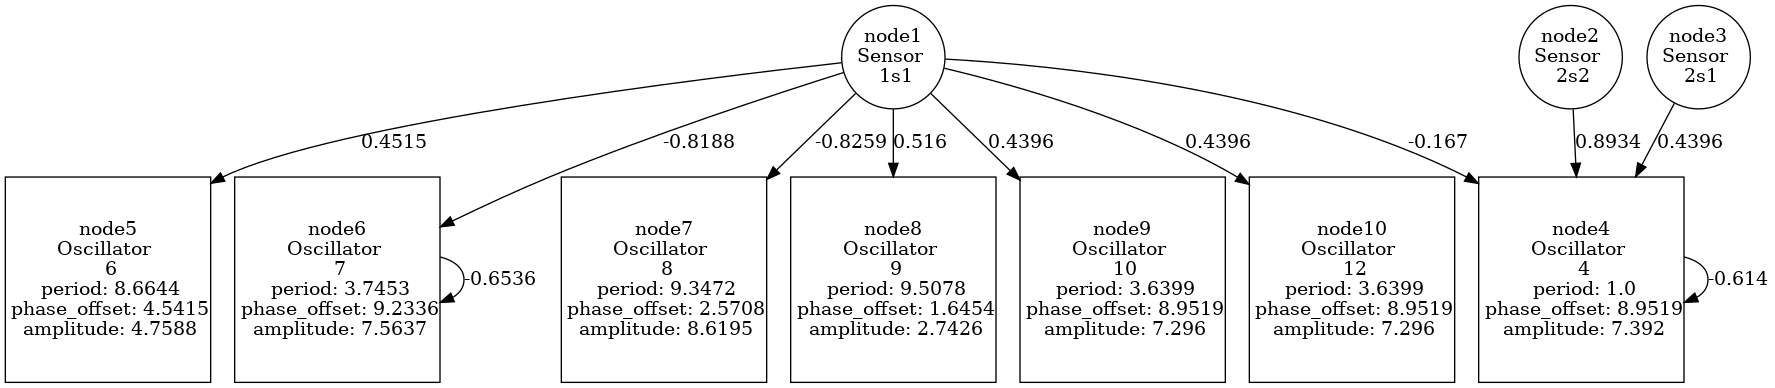 node1
Sensor
1s1
node2
Sensor
2s2
node3
Sensor
2s1
0.4515
-0.8188
-0.8259
0.516
0.4396
0.4396
-0.167
0.8934
0.4396
node5
Oscillator
6
period: 8.6644
phase_offset: 4.5415
amplitude: 4.7588
node6
Oscillator
7
period: 3.7453
phase_offset: 9.2336
amplitude: 7.5637
-0.6536
node7
Oscillator
8
period: 9.3472
phase_offset: 2.5708
amplitude: 8.6195
node8
Oscillator
9
period: 9.5078
phase_offset: 1.6454
amplitude: 2.7426
node9
Oscillator
10
period: 3.6399
phase_offset: 8.9519
amplitude: 7.296
node10
Oscillator
12
period: 3.6399
phase_offset: 8.9519
amplitude: 7.296
node4
Oscillator
4
period: 1.0
phase_offset: 8.9519
amplitude: 7.392
-0.614